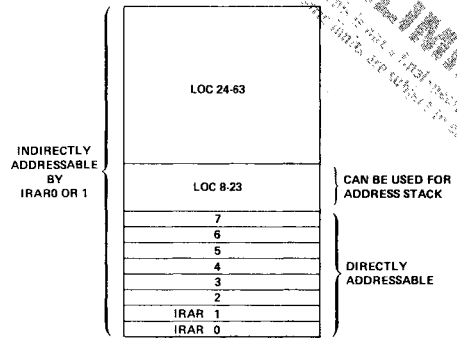 LOC 24-63
INDIRECTLY
ADDRESSABLE
BY
IRAR0 OR 1
LOC 8-23
CAN BE USED FOR
ADDRESS STACK
7
6
5
4
3
2
IRAR 1
IRAR 0
DIRECTLY
ADDRESSABLE